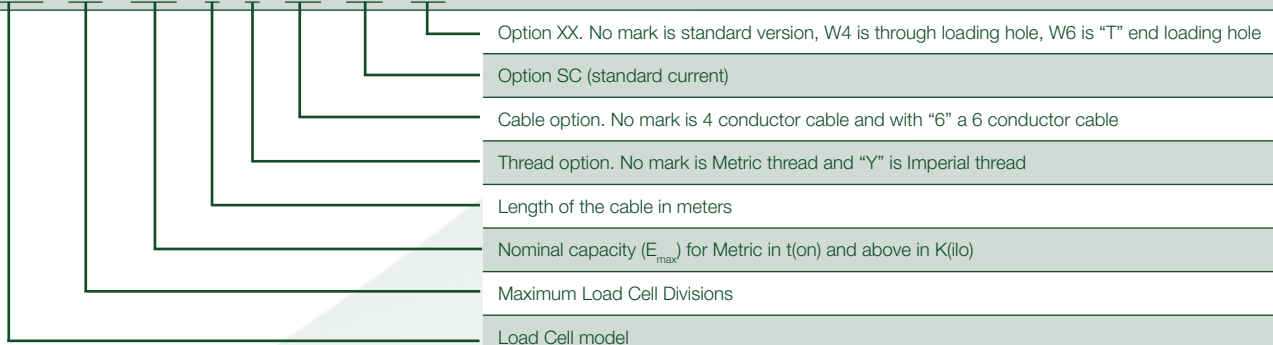 Option XX. No mark is standard version, W4 is through loading hole, W6 is “T” end loading hole
Option SC (standard current)
Cable option. No mark is 4 conductor cable and with “6” a 6 conductor cable
Thread option. No mark is Metric thread and “Y” is Imperial thread
Length of the cable in meters
Nominal capacity (Emax) for Metric in t(on) and above in K(ilo)
Maximum Load Cell Divisions
Load Cell model